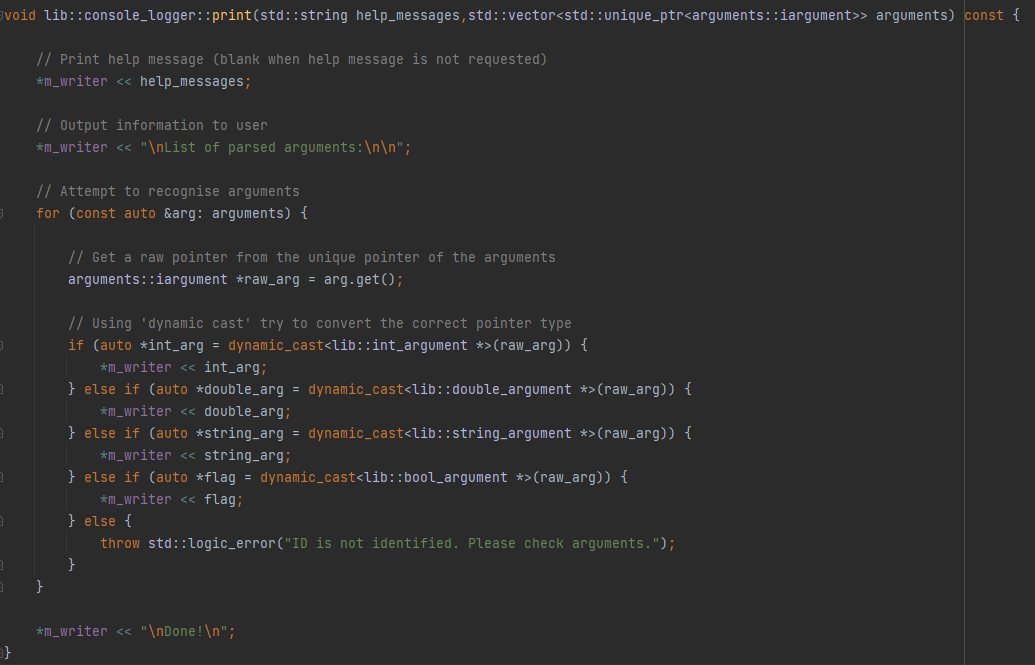 void lib::console_logger::print(std::string help_messages,std::vector<std::unique_ptr<arguments::iargument>> arguments) const {

    // Print help message (blank when help message is not requested)
    *m_writer << help_messages;

    // Output information to user
    *m_writer << "\nList of parsed arguments:\n\n";

    // Attempt to recognise arguments
    for (const auto &arg: arguments) {

        // Get a raw pointer from the unique pointer of the arguments
        arguments::iargument *raw_arg = arg.get();

        // Using 'dynamic cast' try to convert the correct pointer type
        if (auto *int_arg = dynamic_cast<lib::int_argument *>(raw_arg)) {
            *m_writer << int_arg;
        } else if (auto *double_arg = dynamic_cast<lib::double_argument *>(raw_arg)) {
            *m_writer << double_arg;
        } else if (auto *string_arg = dynamic_cast<lib::string_argument *>(raw_arg)) {
            *m_writer << string_arg;
        } else if (auto *flag = dynamic_cast<lib::bool_argument *>(raw_arg)) {
            *m_writer << flag;
        } else {
            throw std::logic_error("ID is not identified. Please check arguments.");
        }
    }

    *m_writer << "\nDone!\n";
}